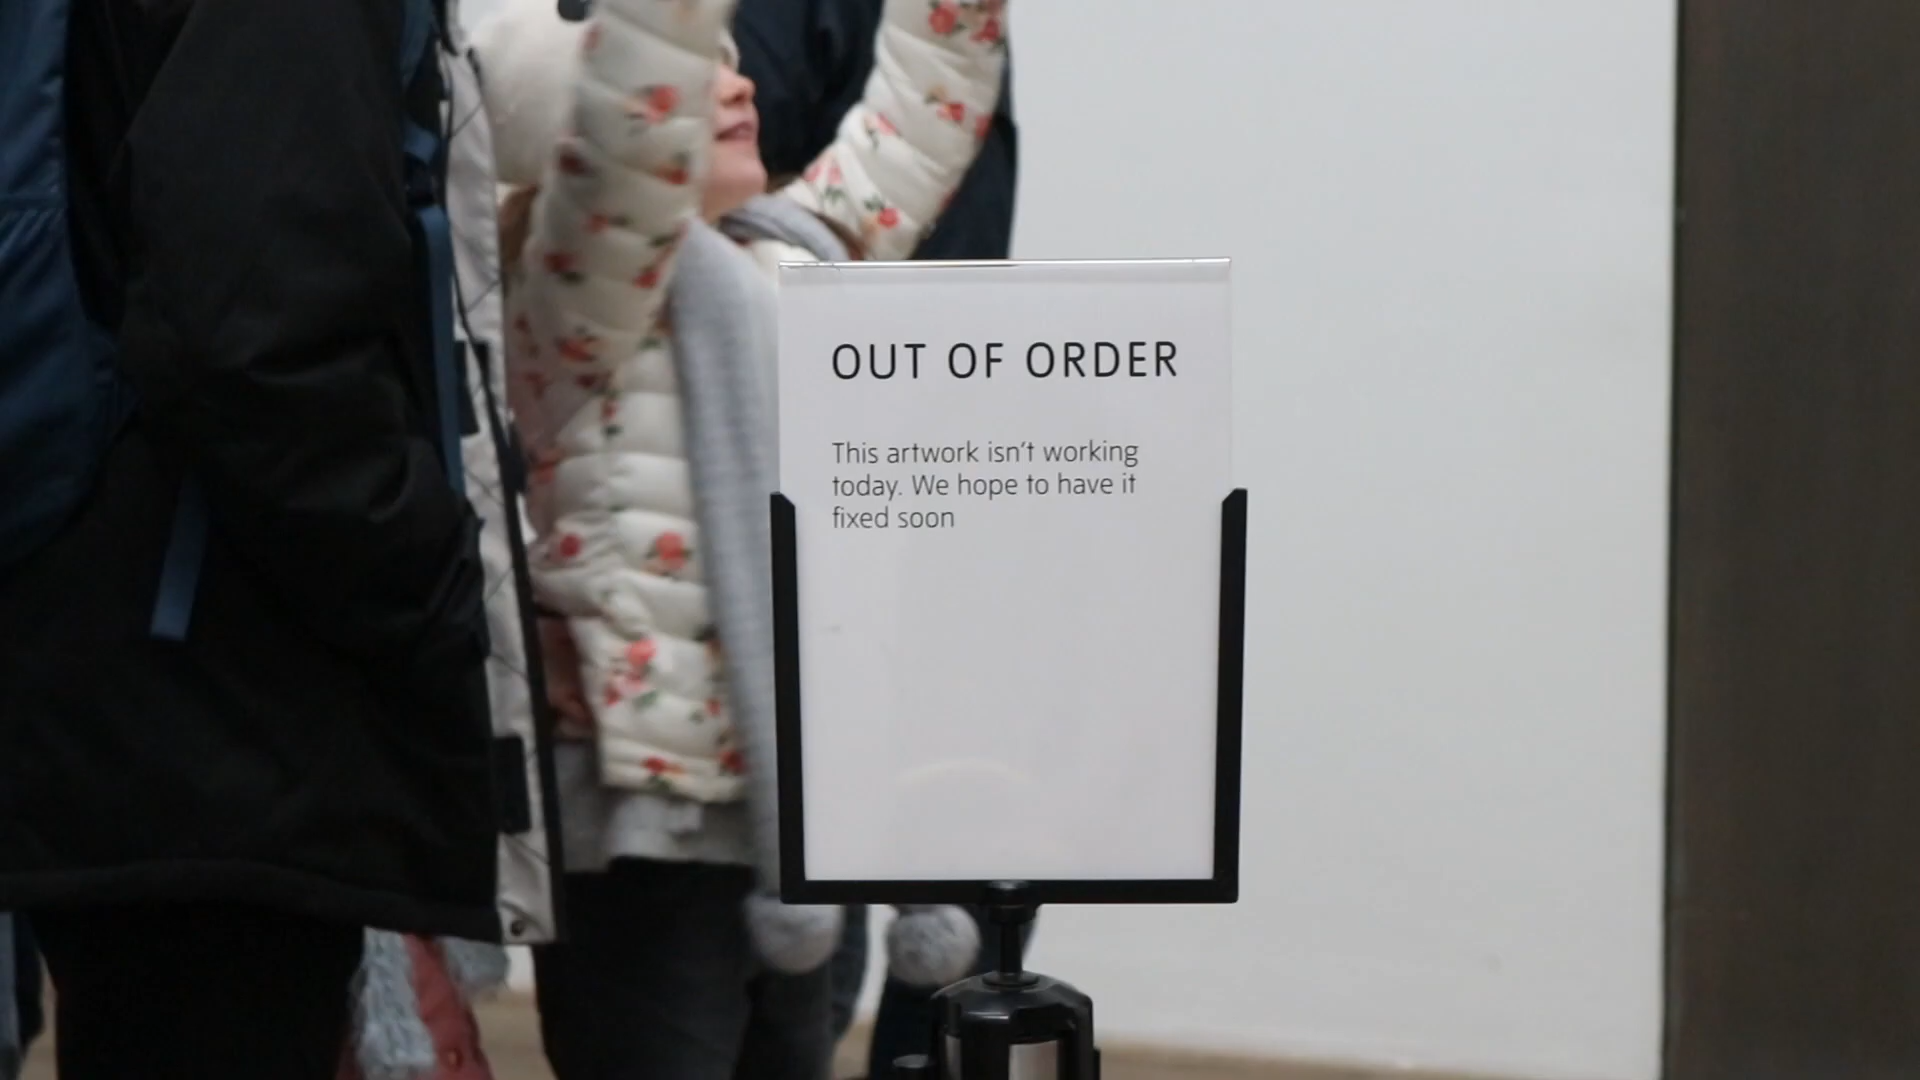 OUT OF ORDER
This artwork isn't working
today. We hope to have it
fixed soon